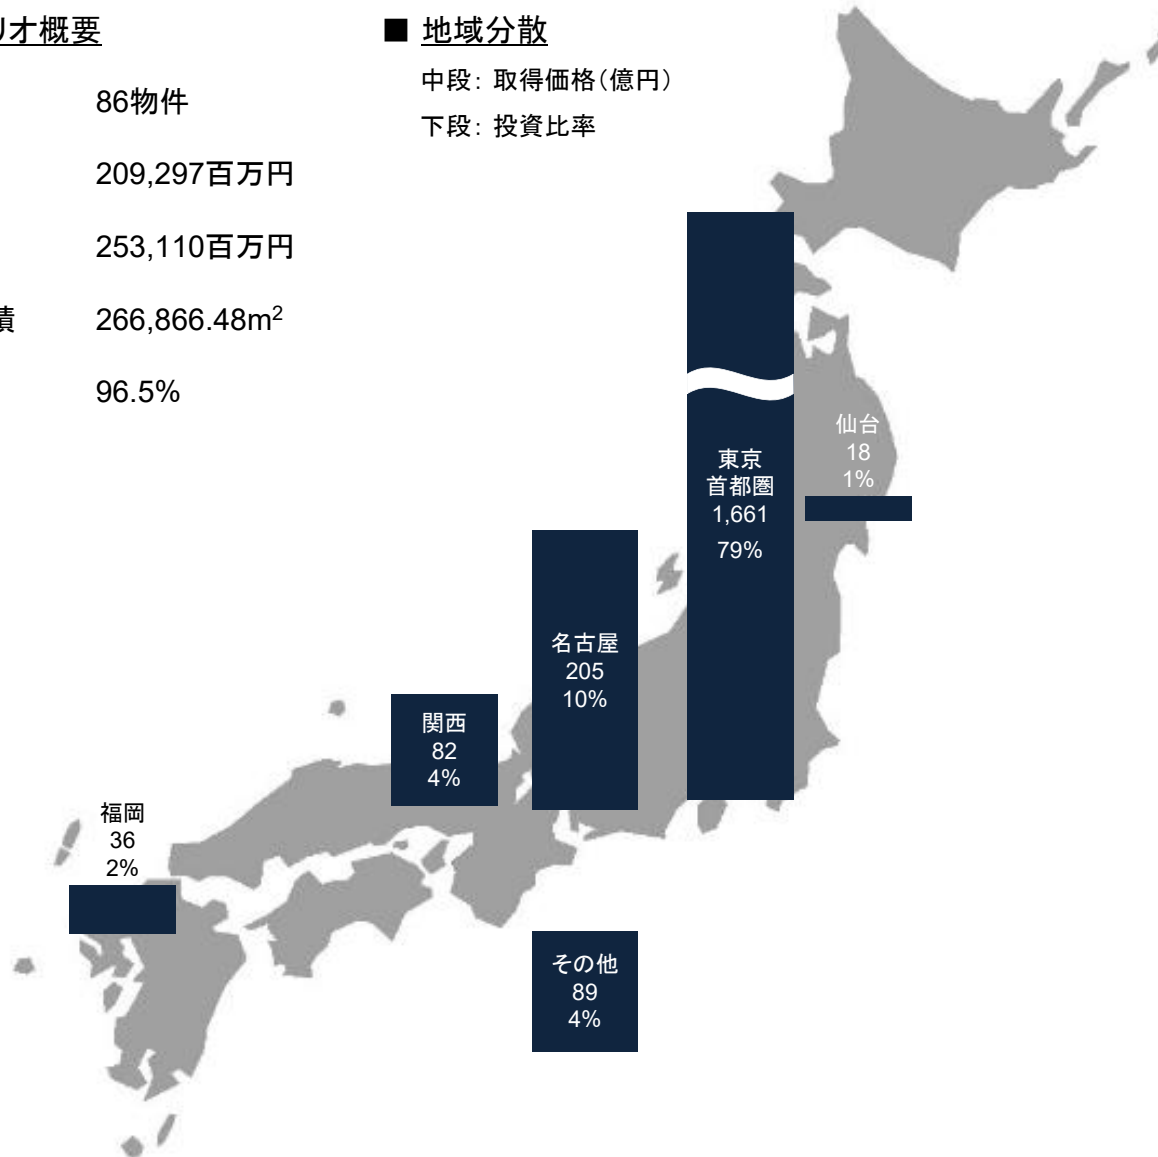 リオ概要
86物件
209,297百万円
253,110百万円
積 266,866.48m²
96.5%
■ 地域分散
中段: 取得価格(億円)
下段: 投資比率
仙台
18
1%
東京
首都圏
1,661
79%
名古屋
205
10%
関西
82
4%
福岡
36
2%
その他
89
4%